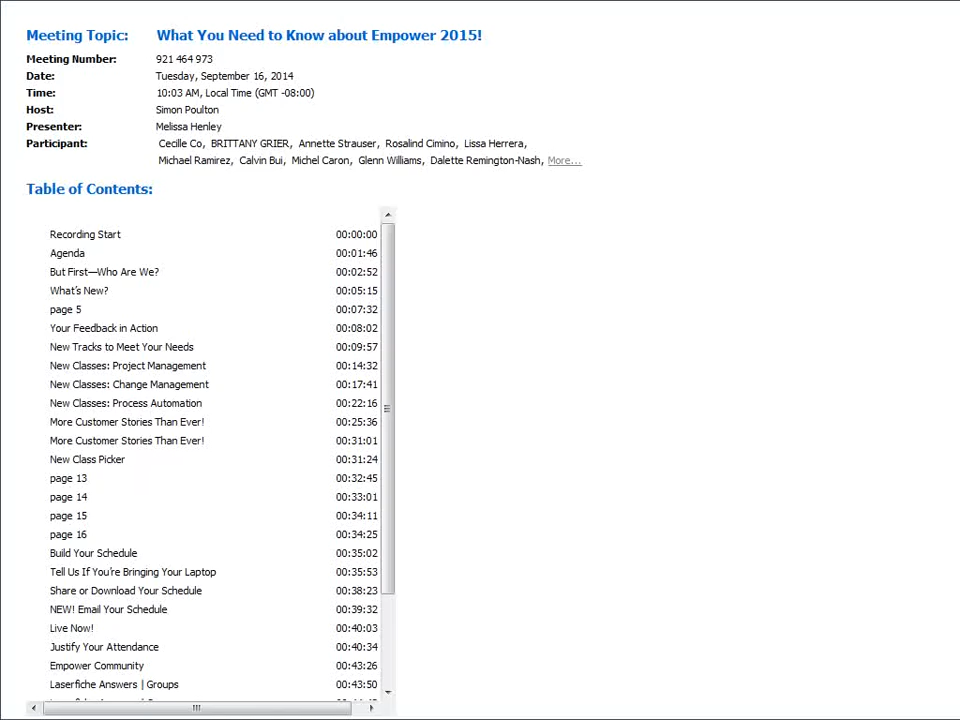 Meeting Topic: What You Need to Know about Empower 2015!
Meeting Number: 921 464 973
Date: Tuesday, September 16, 2014
Time: 10:03 AM, Local Time (GMT -08:00)
Host: Simon Poulton
Presenter: Melissa Henley
Participant: Cecille Co, BRITTANY GRIER, Annette Strauser, Rosalind Cimino, Lissa Herrera,
Michael Ramirez, Calvin Bui, Michel Caron, Glenn Williams, Dalette Remington-Nash, More...
Table of Contents:
Recording Start 00:00:00
Agenda 00:01:46
But First—Who Are We? 00:02:52
What's New? 00:05:15
page 5 00:07:32
Your Feedback in Action 00:08:02
New Tracks to Meet Your Needs 00:09:57
New Classes: Project Management 00:14:32
New Classes: Change Management 00:17:41
New Classes: Process Automation 00:22:16
More Customer Stories Than Ever! 00:25:36
More Customer Stories Than Ever! 00:31:01
New Class Picker 00:31:24
page 13 00:32:45
page 14 00:33:01
page 15 00:34:11
page 16 00:34:25
Build Your Schedule 00:35:02
Tell Us If You're Bringing Your Laptop 00:35:53
Share or Download Your Schedule 00:38:23
NEW! Email Your Schedule 00:39:32
Live Now! 00:40:03
Justify Your Attendance 00:40:34
Empower Community 00:43:26
Laserfiche Answers | Groups 00:43:50